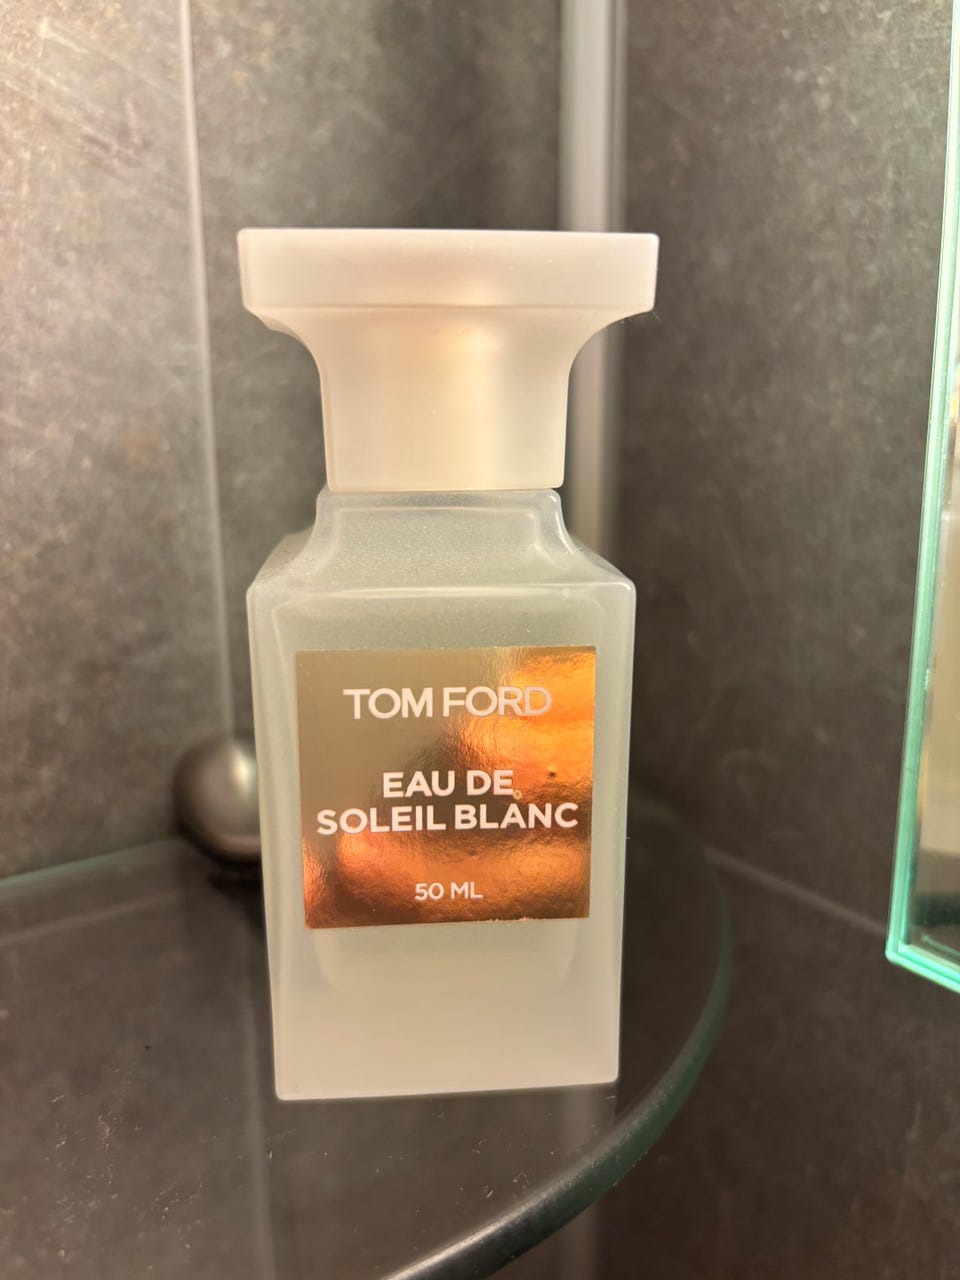 TOM FORD
EAU DE
SOLEIL BLANC
50 ML